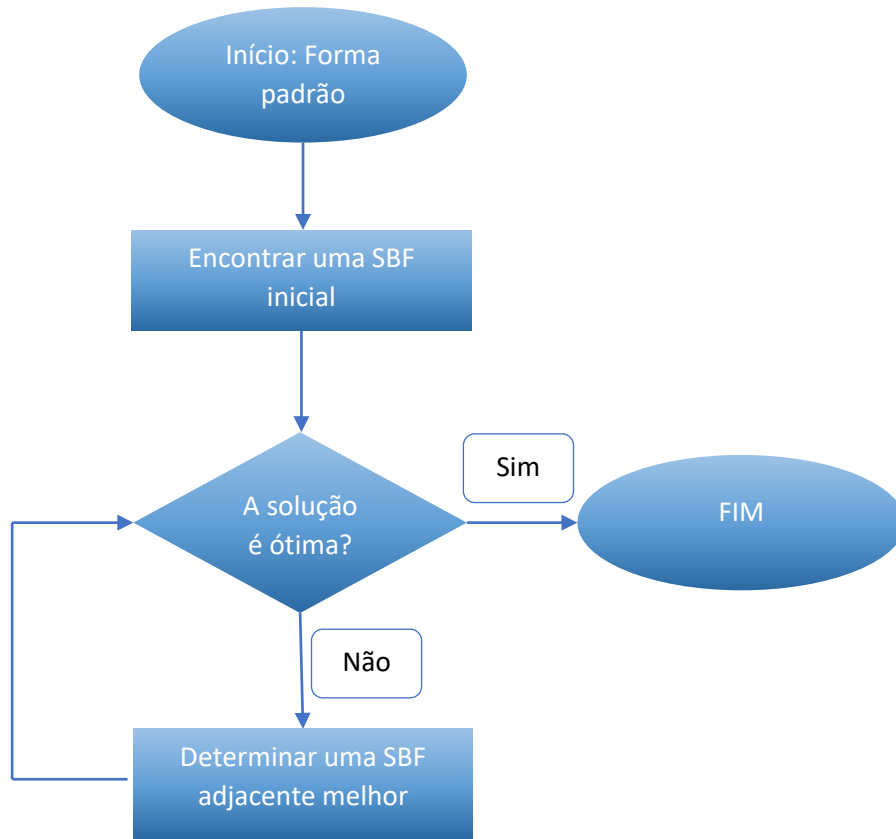 Início: Forma
padrão
Encontrar uma SBF
inicial
A solução
é ótima?
Sim
FIM
Não
Determinar uma SBF
adjacente melhor